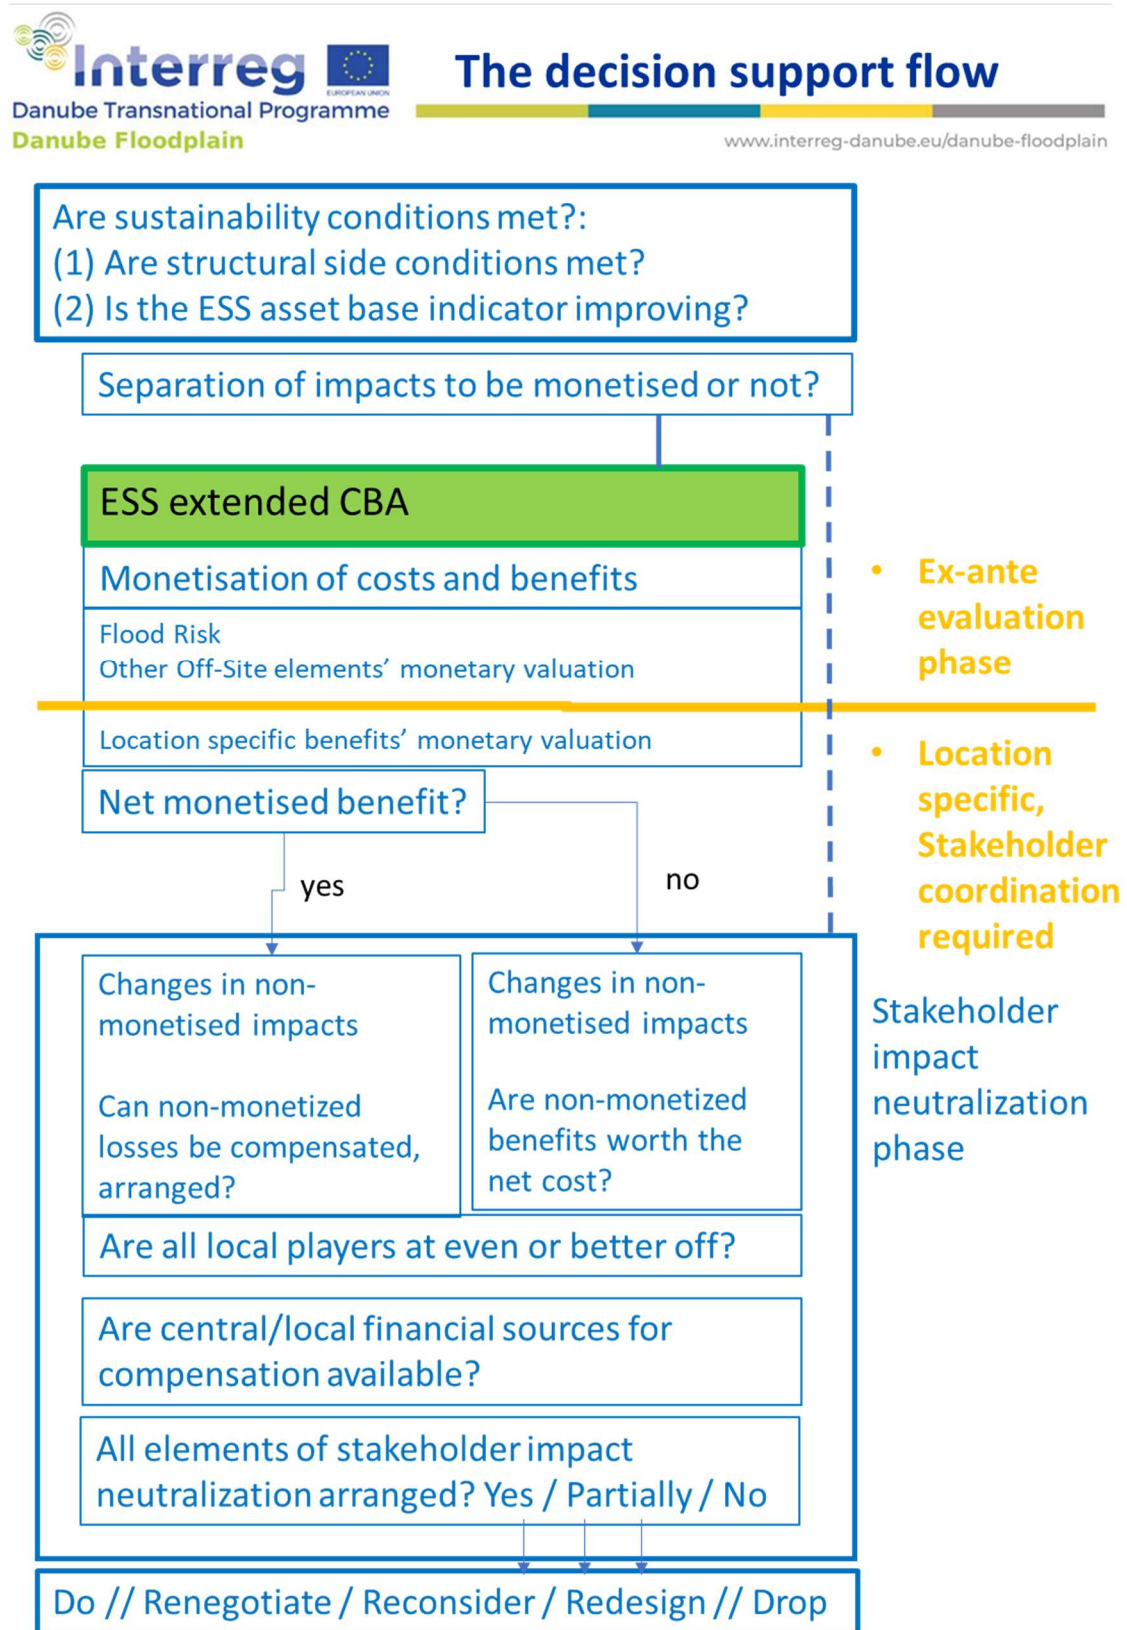 Interreg
EUROPEAN UNION
Danube Transnational Programme
Danube Floodplain
The decision support flow
www.interreg-danube.eu/danube-floodplain
Are sustainability conditions met?:
(1) Are structural side conditions met?
(2) Is the ESS asset base indicator improving?
Separation of impacts to be monetised or not?
ESS extended CBA
Monetisation of costs and benefits
Flood Risk
Other Off-Site elements’ monetary valuation
Location specific benefits’ monetary valuation
• Ex-ante
evaluation
phase
• Location
specific,
Stakeholder
coordination
required
Net monetised benefit?
yes
no
Changes in non-
monetised impacts
Can non-monetized
losses be compensated,
arranged?
Changes in non-
monetised impacts
Are non-monetized
benefits worth the
net cost?
Stakeholder
impact
neutralization
phase
Are all local players at even or better off?
Are central/local financial sources for
compensation available?
All elements of stakeholder impact
neutralization arranged? Yes / Partially / No
Do // Renegotiate / Reconsider / Redesign // Drop